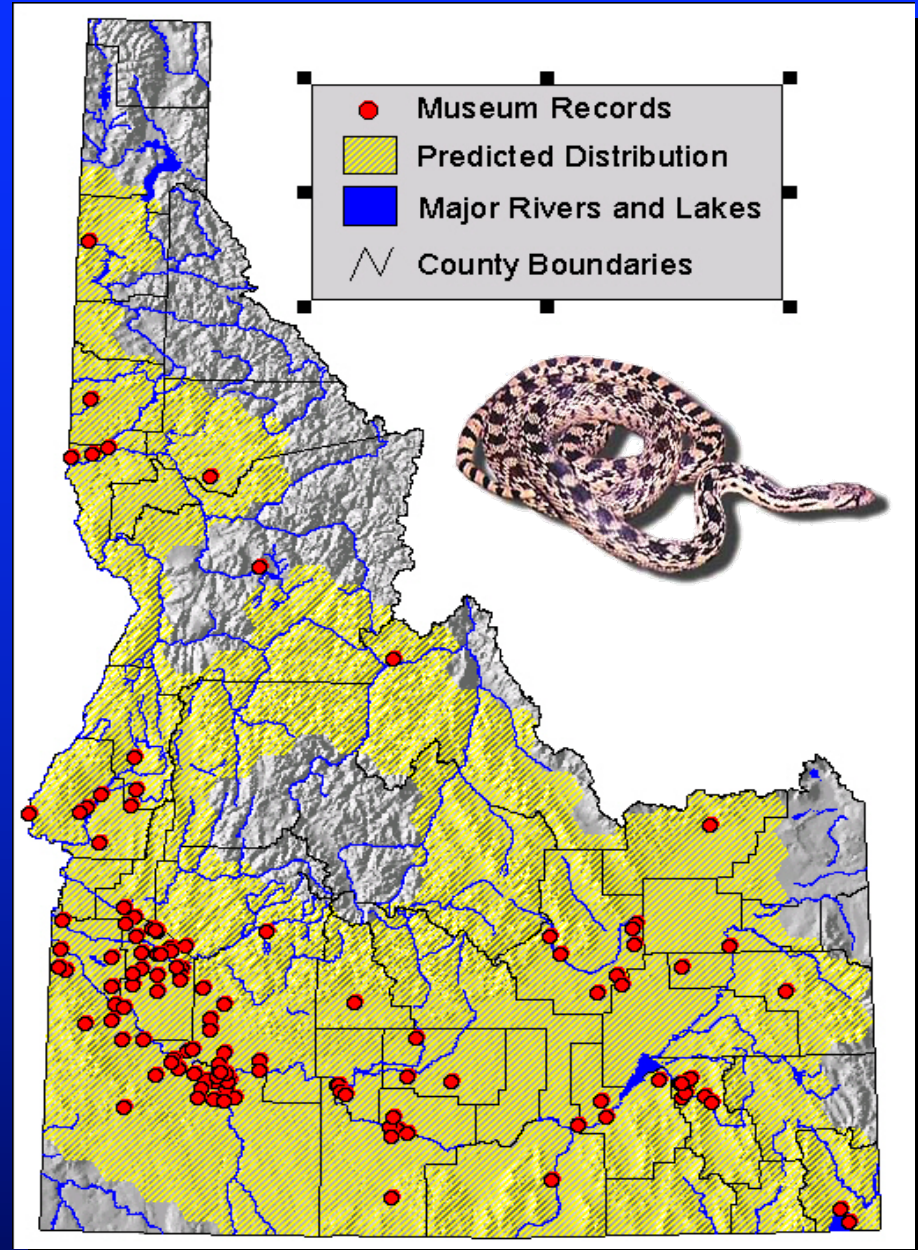 Museum Records
Predicted Distribution
Major Rivers and Lakes
County Boundaries